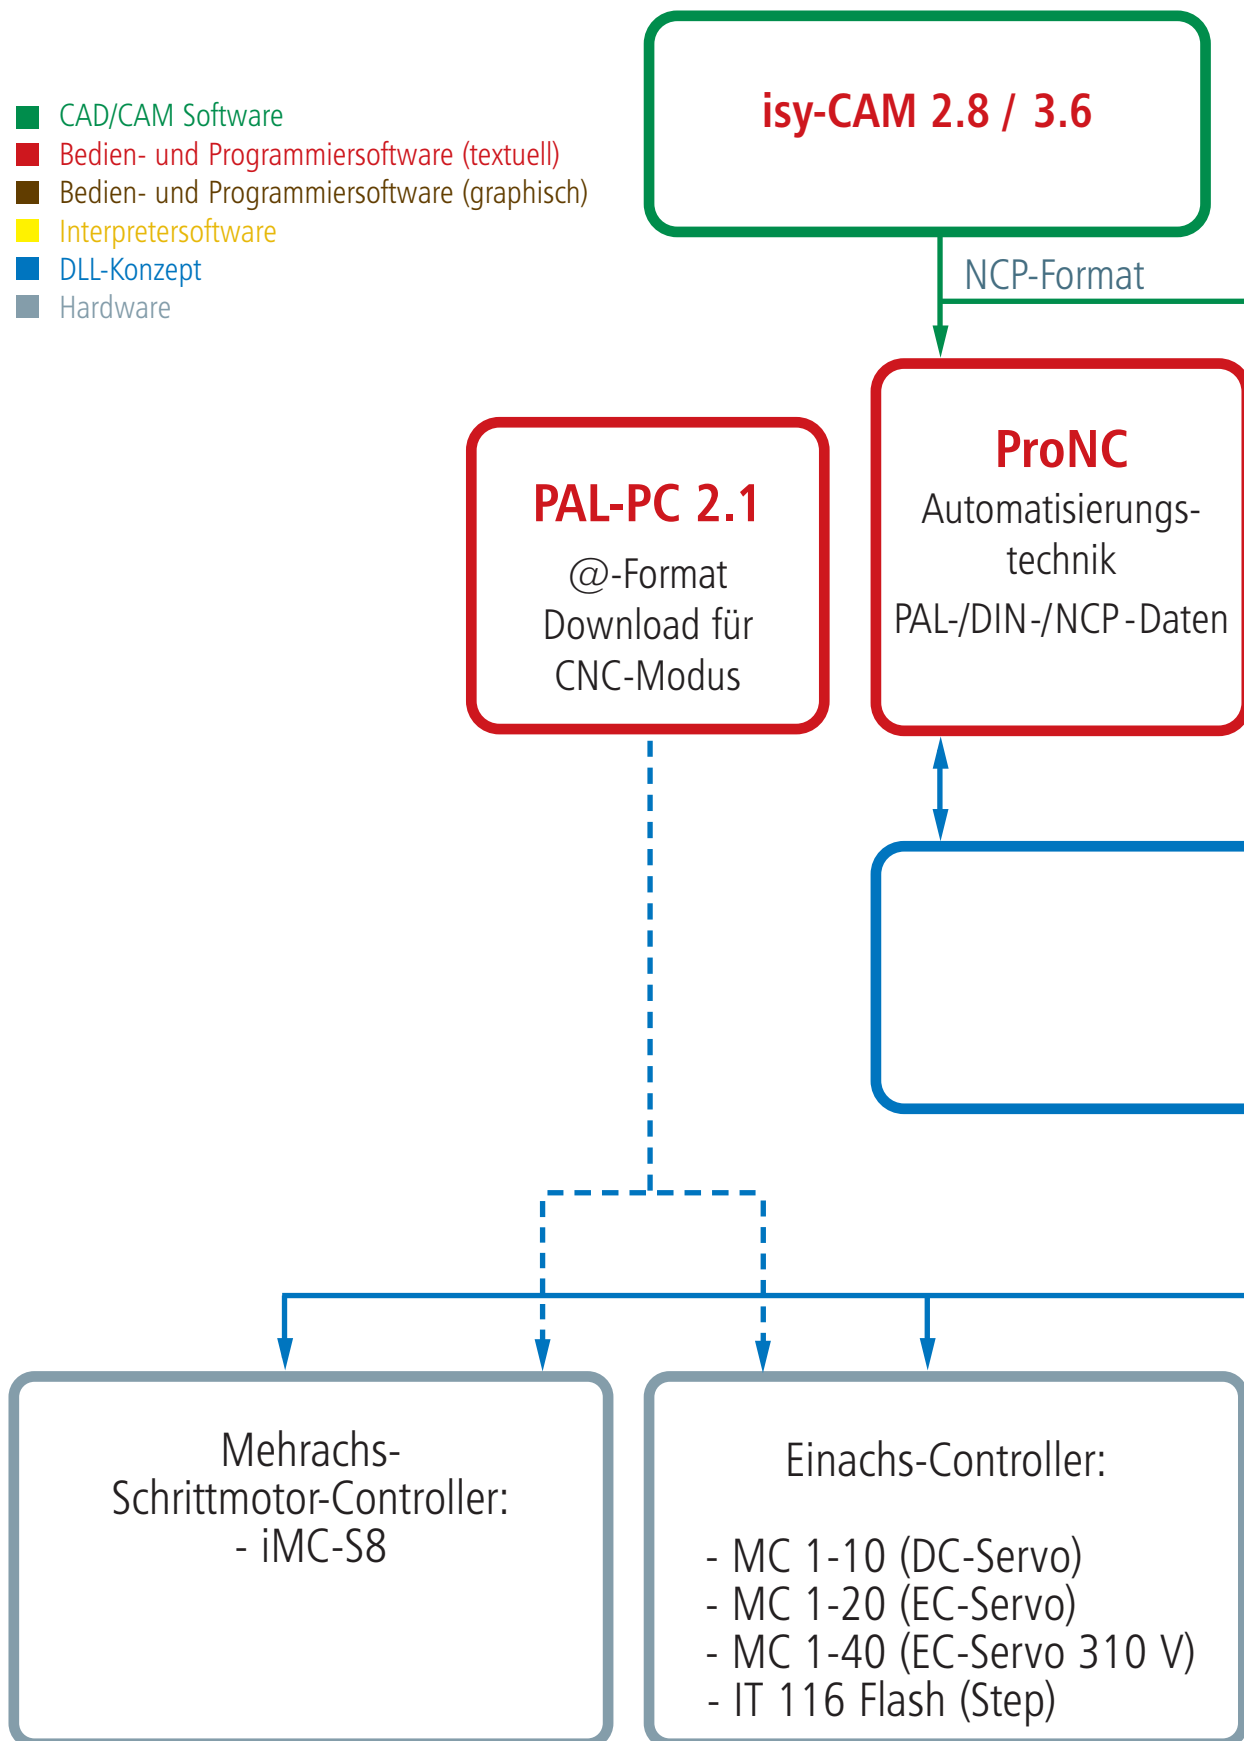 isy-CAM 2.8 / 3.6
CAD/CAM Software
Bedien- und Programmiersoftware (textuell)
Bedien- und Programmiersoftware (graphisch)
Interpretersoftware
DLL-Konzept
Hardware
NCP-Format
PAL-PC 2.1
@-Format
Download für
CNC-Modus
ProNC
Automatisierungs-
technik
PAL-/DIN-/NCP-Daten
Mehrachs-
Schrittmotor-Controller:
- iMC-S8
Einachs-Controller:
- MC 1-10 (DC-Servo)
- MC 1-20 (EC-Servo)
- MC 1-40 (EC-Servo 310 V)
- IT 116 Flash (Step)